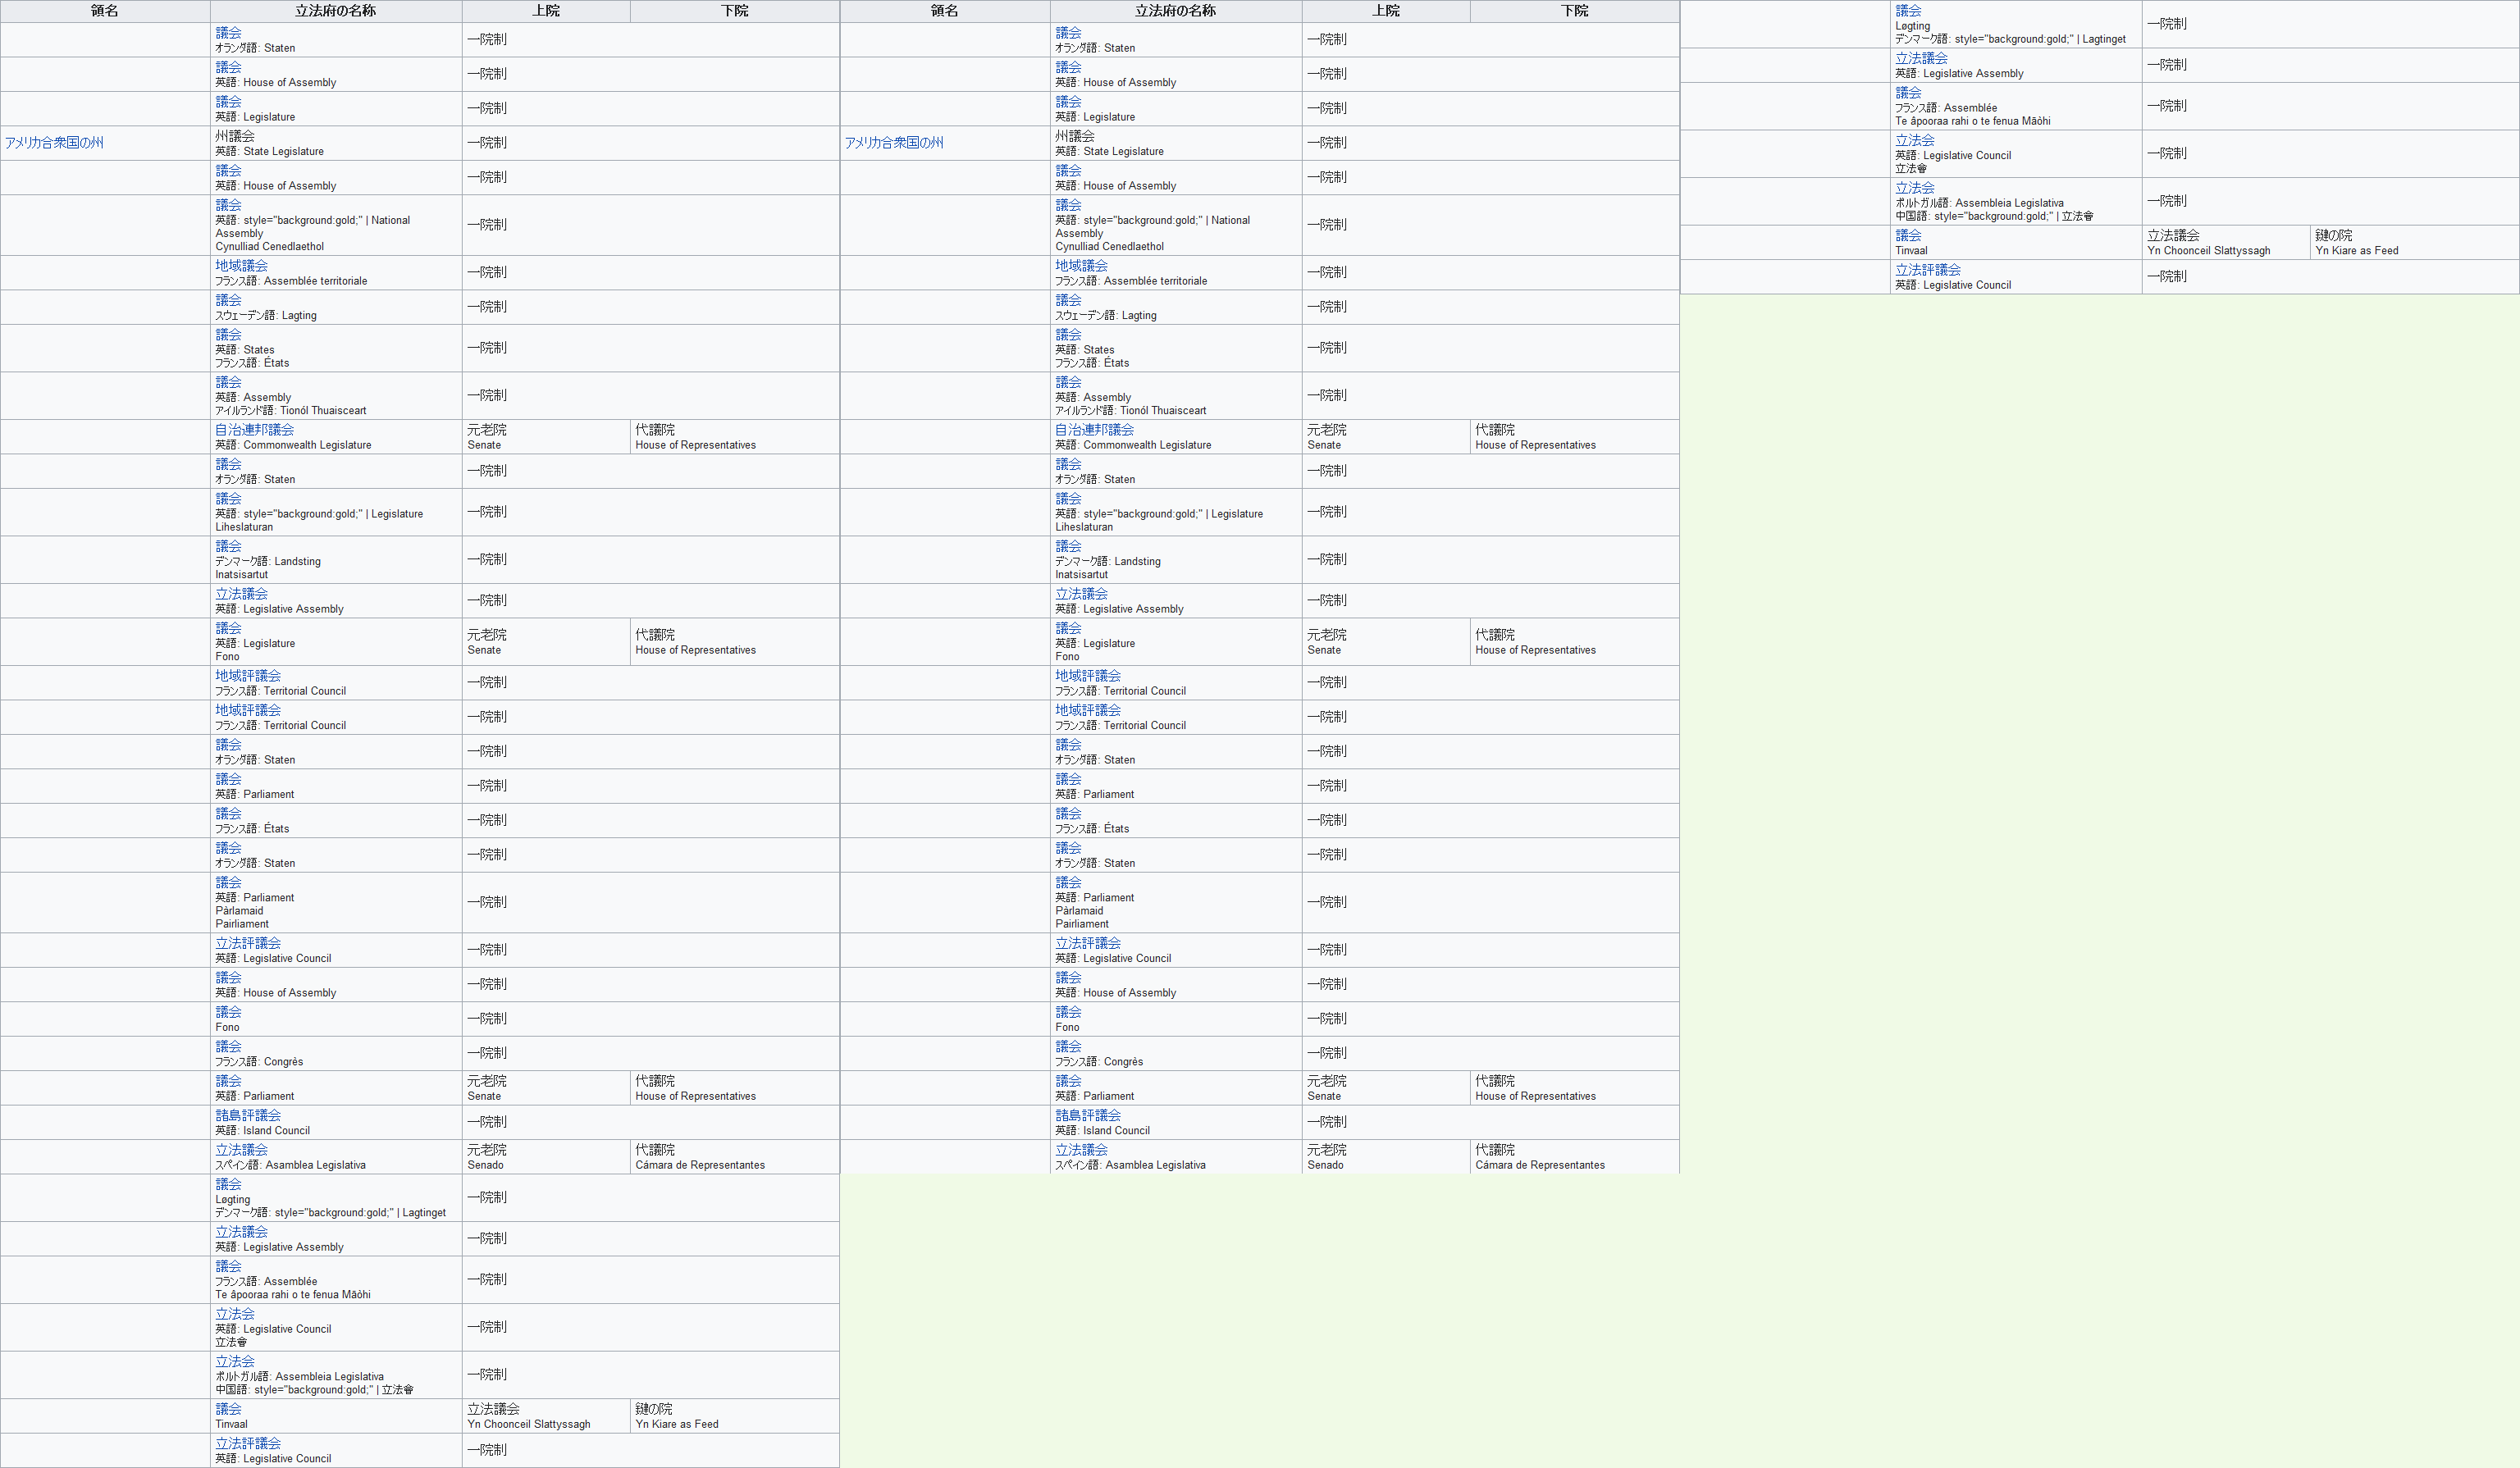 領名 立法府の名称 上院 下院
議会 一院制
オランダ語: Staten
議会 一院制
英語: House of Assembly
議会 一院制
英語: Legislature
アメリカ合衆国の州 州議会 一院制
英語: State Legislature
議会 一院制
英語: House of Assembly
議会
英語: style="background:gold;" | National 一院制
Assembly
Cynulliad Cenedlaethol
地域議会 一院制
フランス語: Assemblée territoriale
議会 一院制
スウェーデン語: Lagting
議会
英語: States 一院制
フランス語: États
議会
英語: Assembly 一院制
アイルランド語: Tionól Thuaisceart
自治連邦議会 元老院 代議院
英語: Commonwealth Legislature Senate House of Representatives
議会 一院制
オランダ語: Staten
議会
英語: style="background:gold;" | Legislature 一院制
Liheslaturan
議会
デンマーク語: Landsting 一院制
Inatsisartut
立法議会 一院制
英語: Legislative Assembly
議会 元老院 代議院
英語: Legislature Senate House of Representatives
Fono
地域評議会 一院制
フランス語: Territorial Council
地域評議会 一院制
フランス語: Territorial Council
議会 一院制
オランダ語: Staten
議会 一院制
英語: Parliament
議会 一院制
フランス語: États
議会 一院制
オランダ語: Staten
議会
英語: Parliament 一院制
Pàrlamaid
Pairliament
立法評議会 一院制
英語: Legislative Council
議会 一院制
英語: House of Assembly
議会 一院制
Fono
議会 一院制
フランス語: Congrès
議会 元老院 代議院
英語: Parliament Senate House of Representatives
諸島評議会 一院制
英語: Island Council
立法議会 元老院 代議院
スペイン語: Asamblea Legislativa Senado Cámara de Representantes
議会
Løgting 一院制
デンマーク語: style="background:gold;" | Lagtinget
立法議会 一院制
英語: Legislative Assembly
議会
フランス語: Assemblée 一院制
Te âpooraa rahi o te fenua Māòhi
立法会
英語: Legislative Council 一院制
立法會
立法会
ポルトガル語: Assembleia Legislativa 一院制
中国語: style="background:gold;" | 立法會
議会 立法議会 鍵の院
Tinvaal Yn Choonceil Slattyssagh Yn Kiare as Feed
立法評議会 一院制
英語: Legislative Council
領名 立法府の名称 上院 下院
議会 一院制
オランダ語: Staten
議会 一院制
英語: House of Assembly
議会 一院制
英語: Legislature
アメリカ合衆国の州 州議会 一院制
英語: State Legislature
議会 一院制
英語: House of Assembly
議会
英語: style="background:gold;" | National 一院制
Assembly
Cynulliad Cenedlaethol
地域議会 一院制
フランス語: Assemblée territoriale
議会 一院制
スウェーデン語: Lagting
議会
英語: States 一院制
フランス語: États
議会
英語: Assembly 一院制
アイルランド語: Tionól Thuaisceart
自治連邦議会 元老院 代議院
英語: Commonwealth Legislature Senate House of Representatives
議会 一院制
オランダ語: Staten
議会
英語: style="background:gold;" | Legislature 一院制
Liheslaturan
議会
デンマーク語: Landsting 一院制
Inatsisartut
立法議会 一院制
英語: Legislative Assembly
議会 元老院 代議院
英語: Legislature Senate House of Representatives
Fono
地域評議会 一院制
フランス語: Territorial Council
地域評議会 一院制
フランス語: Territorial Council
議会 一院制
オランダ語: Staten
議会 一院制
英語: Parliament
議会 一院制
フランス語: États
議会 一院制
オランダ語: Staten
議会
英語: Parliament 一院制
Pàrlamaid
Pairliament
立法評議会 一院制
英語: Legislative Council
議会 一院制
英語: House of Assembly
議会 一院制
Fono
議会 一院制
フランス語: Congrès
議会 元老院 代議院
英語: Parliament Senate House of Representatives
諸島評議会 一院制
英語: Island Council
立法議会 元老院 代議院
スペイン語: Asamblea Legislativa Senado Cámara de Representantes
議会
Løgting 一院制
デンマーク語: style="background:gold;" | Lagtinget
立法議会 一院制
英語: Legislative Assembly
議会
フランス語: Assemblée 一院制
Te âpooraa rahi o te fenua Māòhi
立法会
英語: Legislative Council 一院制
立法會
立法会
ポルトガル語: Assembleia Legislativa 一院制
中国語: style="background:gold;" | 立法會
議会 立法議会 鍵の院
Tinvaal Yn Choonceil Slattyssagh Yn Kiare as Feed
立法評議会 一院制
英語: Legislative Council